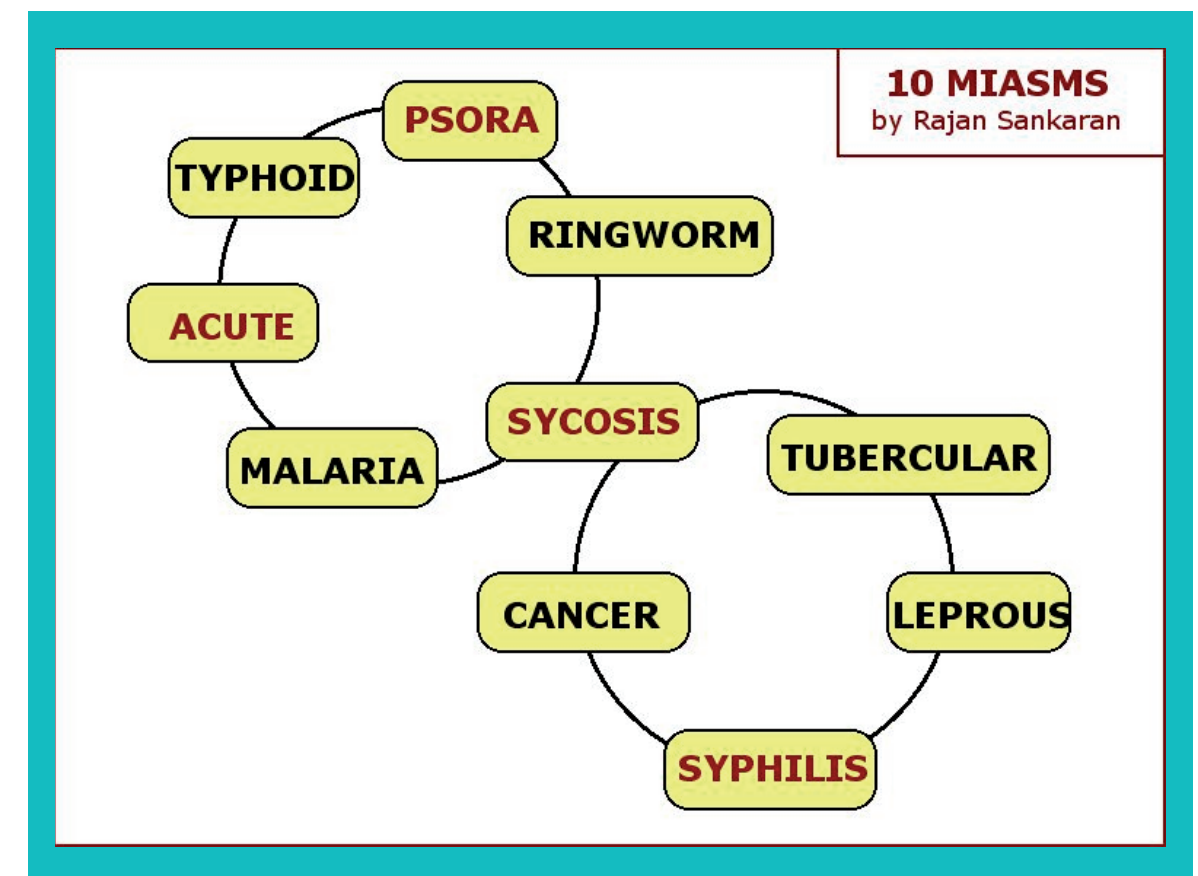 10 MIASMS
by Rajan Sankaran
PSORA
TYPHOID
RINGWORM
ACUTE
SYCOSIS
MALARIA
TUBERCULAR
CANCER
LEPROUS
SYPHILIS